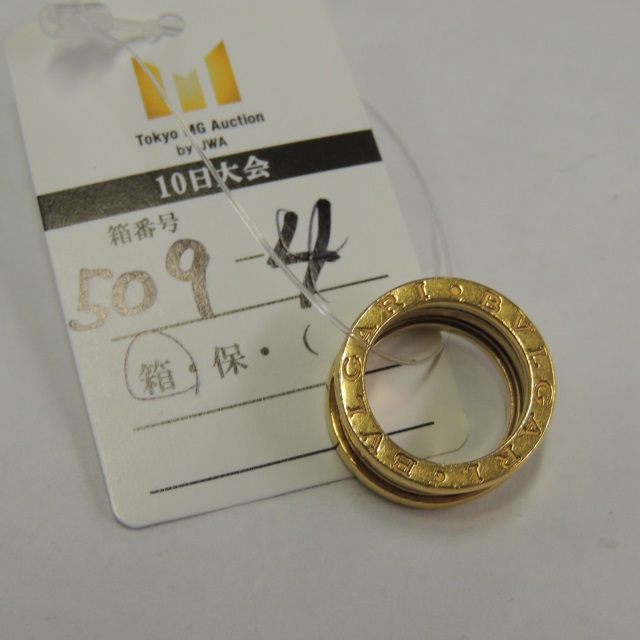 Tokyo MG Auction
by JWA
10日大会
箱番号
509-4
箱・保・(
BVLGARI • BVLGARI